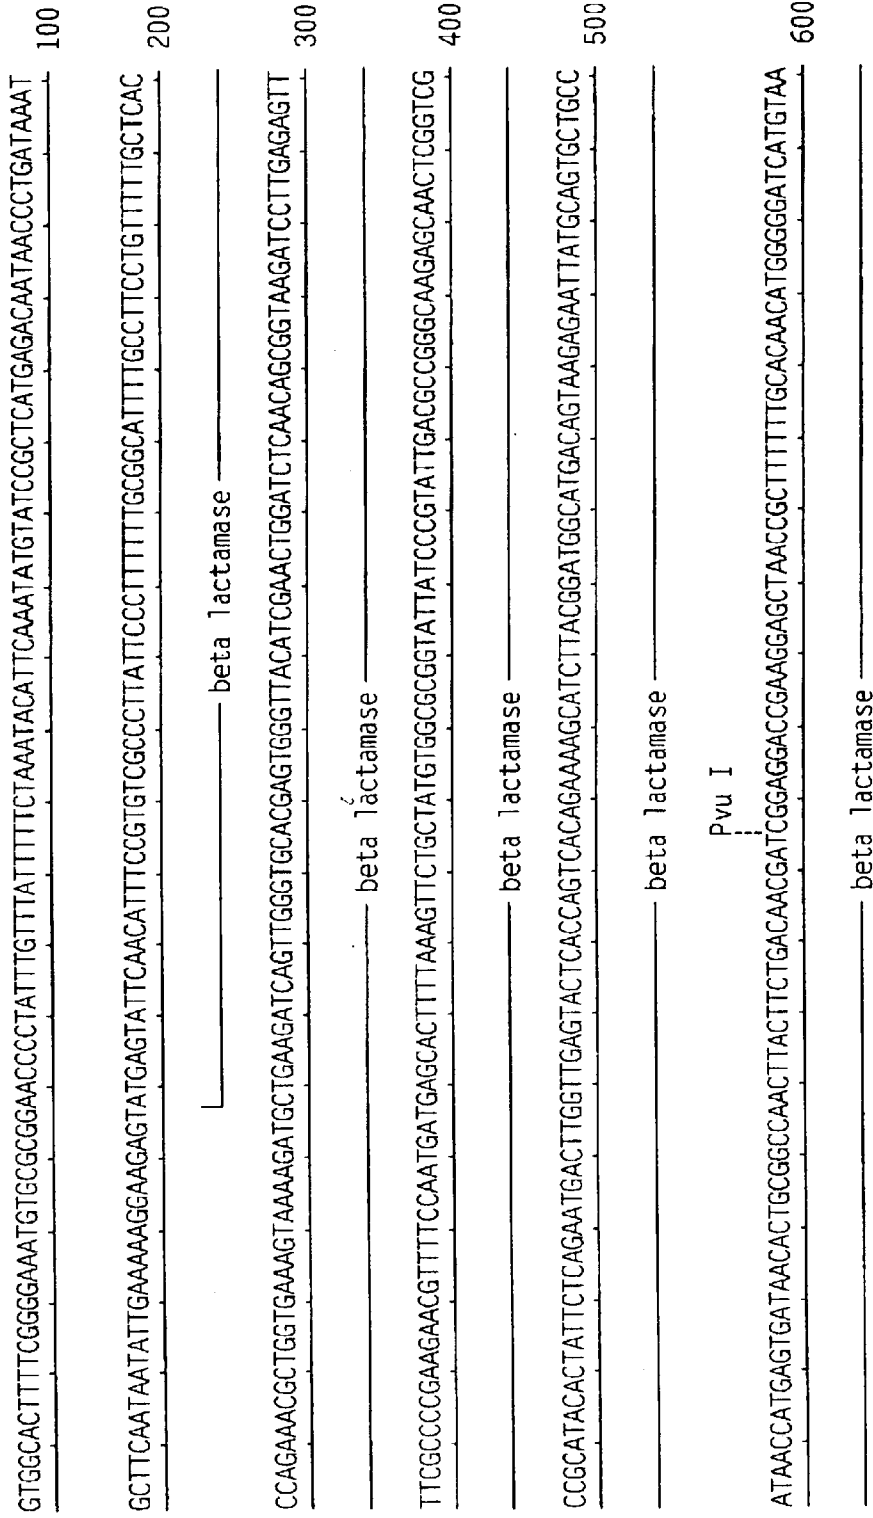 GTGGCACTTTTCGGGGAAATGTGCGCGGAACCCCTATTTGTTTATTTTTCTAAATACATTCAAATATGTATCCGCTCATGAGACAATAACCCTGATAAAT 100
GCTTCAATAATATTGAAAAAGGAAGAGTATGAGTATTCAACATTTCCGTGTCGCCCTTATTCCCTTTTTTGCGGCATTTTGCCTTCCTGTTTTTGCTCAC 200
beta lactamase
CCAGAAACGCTGGTGAAAGTAAAAGATGCTGAAGATCAGTTGGGTGCACGAGTGGGTTACATCGAACTGGATCTCAACAGCGGTAAGATCCTTGAGAGTT 300
beta lactamase
TTCGCCCCGAAGAACGTTTTCCAATGATGAGCACTTTTAAAGTTCTGCTATGTGGCGCGGTATTATCCCGTATTGACGCCGGGCAAGAGCAACTCGGTCG 400
beta lactamase
CCGCATACACTATTCTCAGAATGACTTGGTTGAGTACTCACCAGTCACAGAAAAGCATCTTACGGATGGCATGACAGTAAGAGAATTATGCAGTGCTGCC 500
beta lactamase
Pvu I
ATAACCATGAGTGATAACACTGCGGCCAACTTACTTCTGACAACGATCGGAGGACCGAAGGAGCTAACCGCTTTTTTGCACAACATGGGGGATCATGTAA 600
beta lactamase